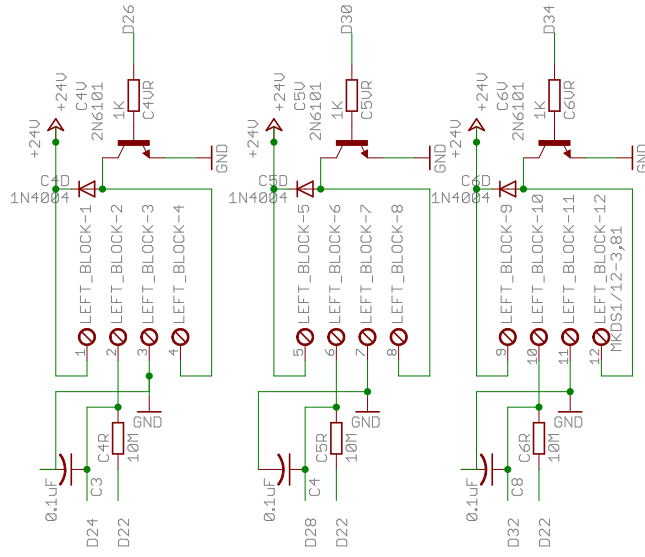 D26
+24V
+24V
C4V
2N6101
1K
C4VR
GND
C4D
1N4004
LEFT_BLOCK-1
LEFT_BLOCK-2
LEFT_BLOCK-3
LEFT_BLOCK-4
1
2
3
4
GND
C4R
10M
0.1uF
C3
D24
D22
D30
+24V
+24V
C5V
2N6101
1K
C5VR
GND
C5D
1N4004
LEFT_BLOCK-5
LEFT_BLOCK-6
LEFT_BLOCK-7
LEFT_BLOCK-8
5
6
7
8
GND
C5R
10M
0.1uF
C4
D28
D22
D34
+24V
+24V
C6V
2N6101
1K
C6VR
GND
C6D
1N4004
LEFT_BLOCK-9
LEFT_BLOCK-10
LEFT_BLOCK-11
LEFT_BLOCK-12
MKDS1/12-3,81
9
10
11
12
GND
C6R
10M
0.1uF
C8
D32
D22